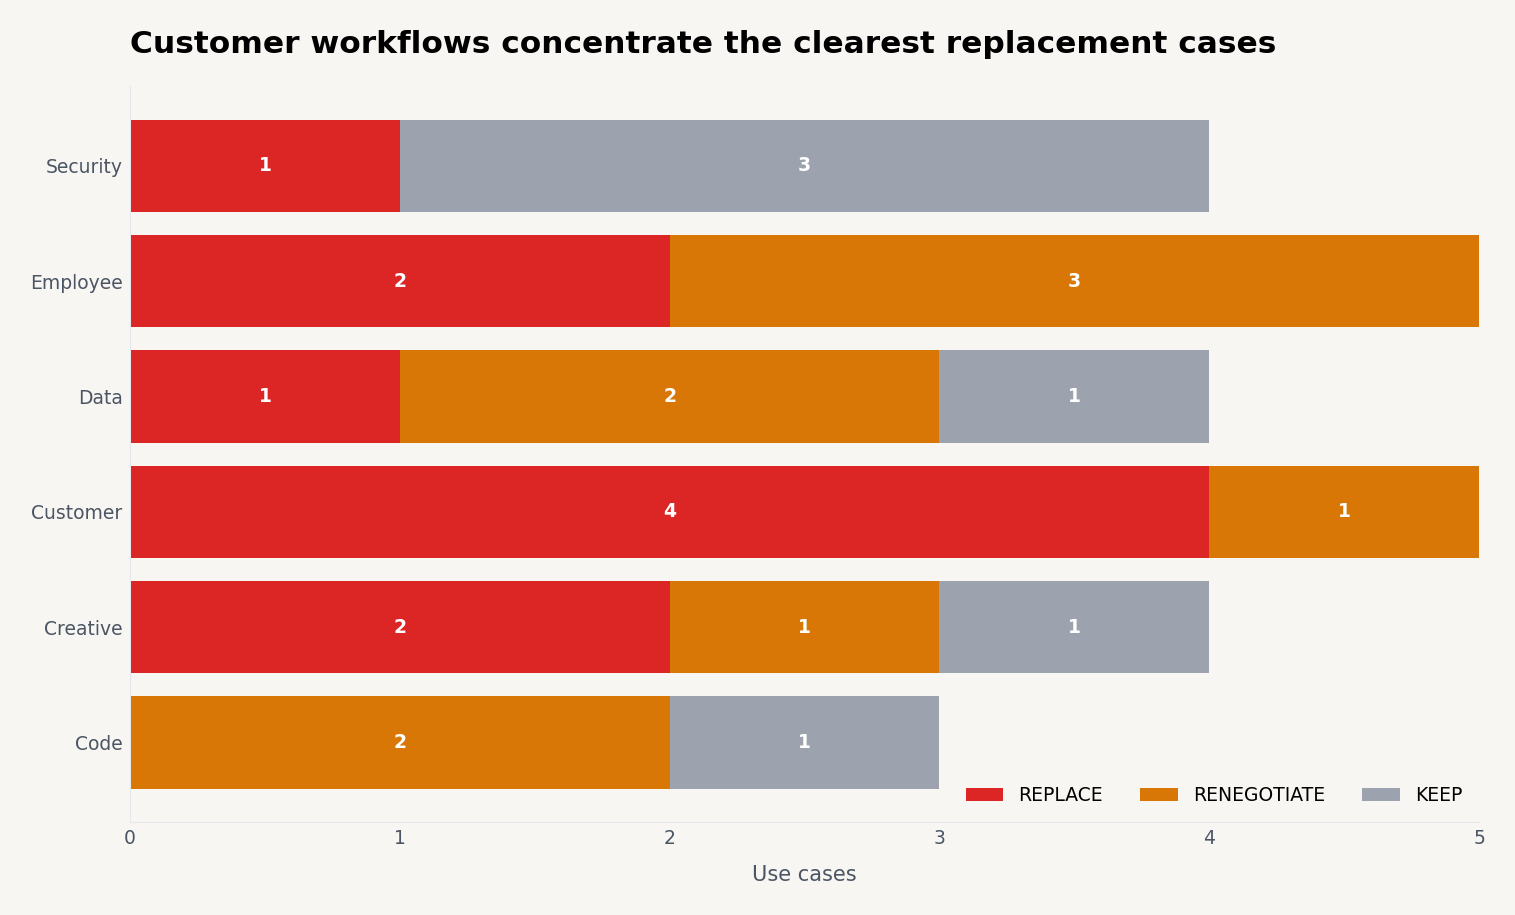 Customer workflows concentrate the clearest replacement cases
Security
1
3
Employee
2
3
Data
1
2
1
Customer
4
1
Creative
2
1
1
Code
2
1
REPLACE
RENEGOTIATE
KEEP
0
1
2
3
4
5
Use cases